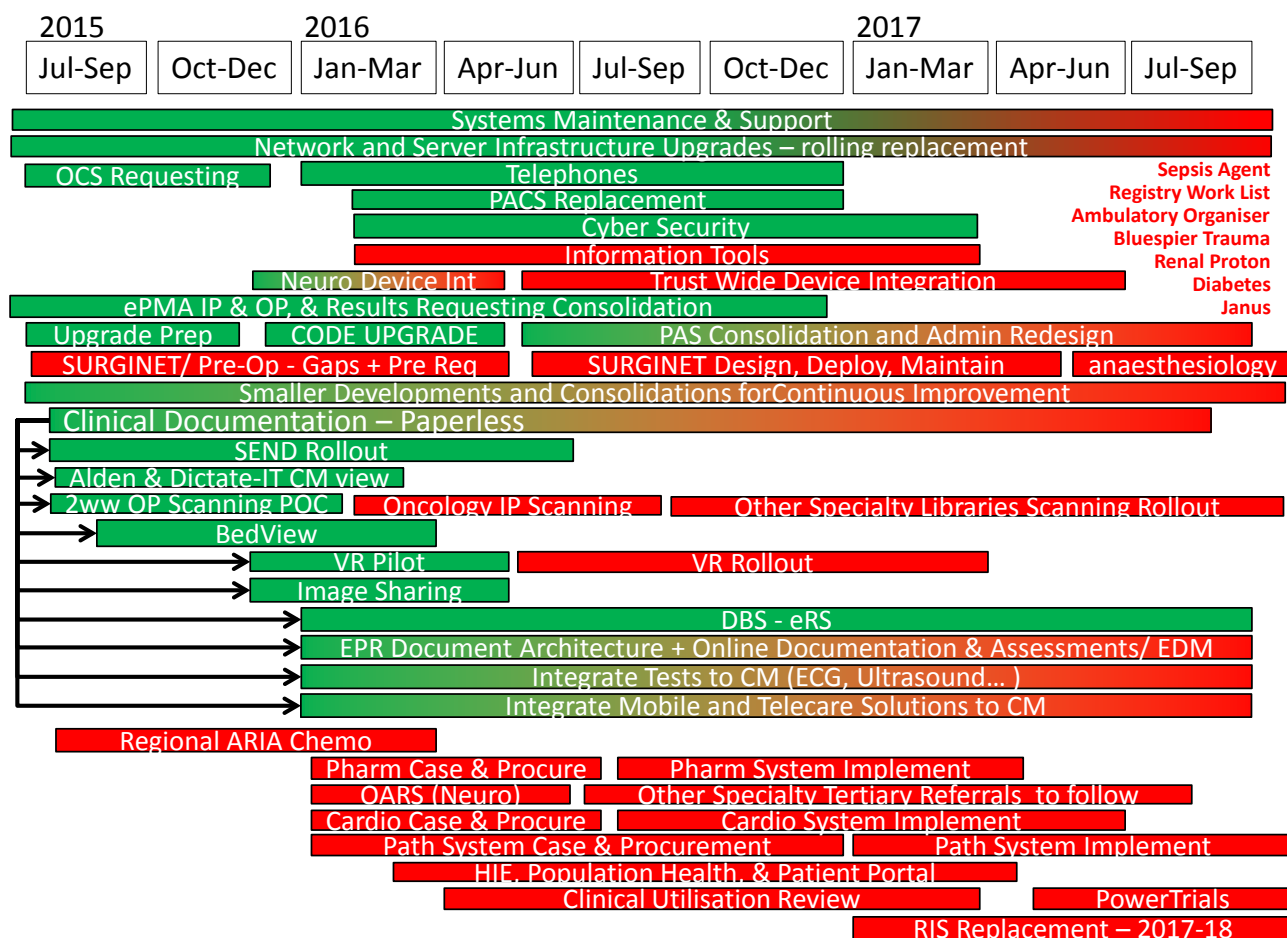 2015 2016 2017
Jul-Sep Oct-Dec Jan-Mar Apr-Jun Jul-Sep Oct-Dec Jan-Mar Apr-Jun Jul-Sep
Systems Maintenance & Support
Network and Server Infrastructure Upgrades – rolling replacement
OCS Requesting Telephones Sepsis Agent
PACS Replacement Registry Work List
Cyber Security Ambulatory Organiser
Information Tools Bluespier Trauma
Renal Proton
Neuro Device Int Trust Wide Device Integration Diabetes
ePMA IP & OP, & Results Requesting Consolidation Janus
Upgrade Prep CODE UPGRADE PAS Consolidation and Admin Redesign
SURGINET/ Pre-Op - Gaps + Pre Req SURGINET Design, Deploy, Maintain anaesthesiology
Smaller Developments and Consolidations forContinuous Improvement
Clinical Documentation – Paperless
SEND Rollout
Alden & Dictate-IT CM view
2ww OP Scanning POC Oncology IP Scanning Other Specialty Libraries Scanning Rollout
BedView
VR Pilot VR Rollout
Image Sharing
DBS - eRS
EPR Document Architecture + Online Documentation & Assessments/ EDM
Integrate Tests to CM (ECG, Ultrasound… )
Integrate Mobile and Telecare Solutions to CM
Regional ARIA Chemo
Pharm Case & Procure Pharm System Implement
OARS (Neuro) Other Specialty Tertiary Referrals to follow
Cardio Case & Procure Cardio System Implement
Path System Case & Procurement Path System Implement
HIE, Population Health, & Patient Portal
Clinical Utilisation Review PowerTrials
RIS Replacement – 2017-18